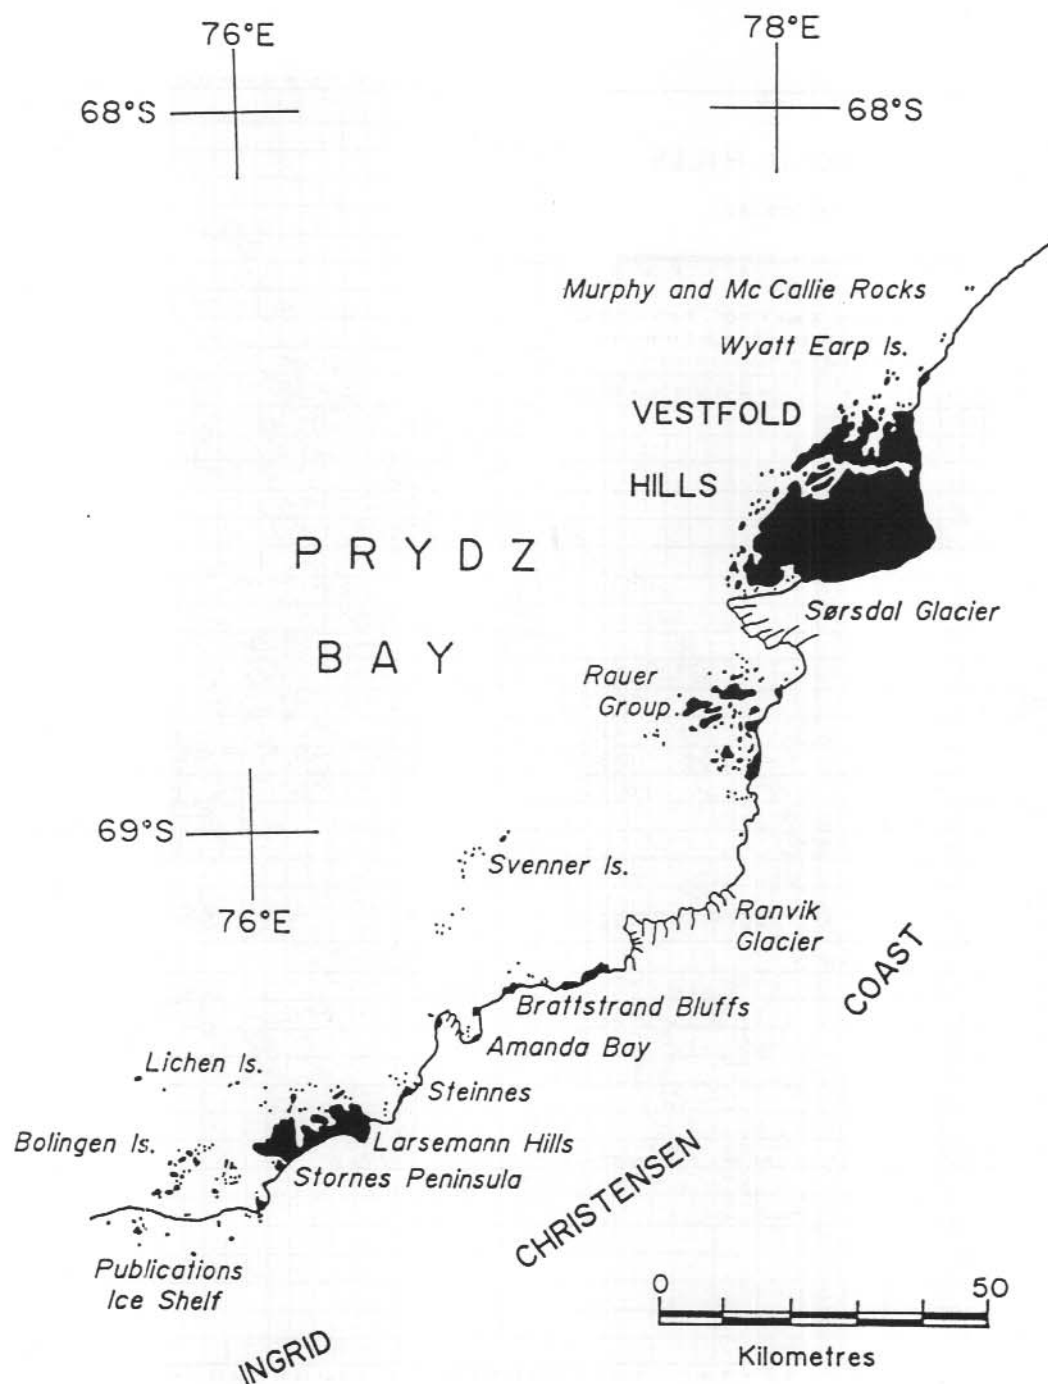 76°E
78°E
68°S
68°S
Murphy and Mc Callie Rocks
Wyatt Earp Is.
VESTFOLD
HILLS
PRYDZ
BAY
Sørsdal Glacier
Rauer
Group
69°S
Svenner Is.
76°E
Ranvik
Glacier
COAST
Brattstrand Bluffs
Amanda Bay
Lichen Is.
Steinnes
Bolingen Is.
Larsemann Hills
Stornes Peninsula
CHRISTENSEN
Publications
Ice Shelf
0 50
Kilometres
INGRID